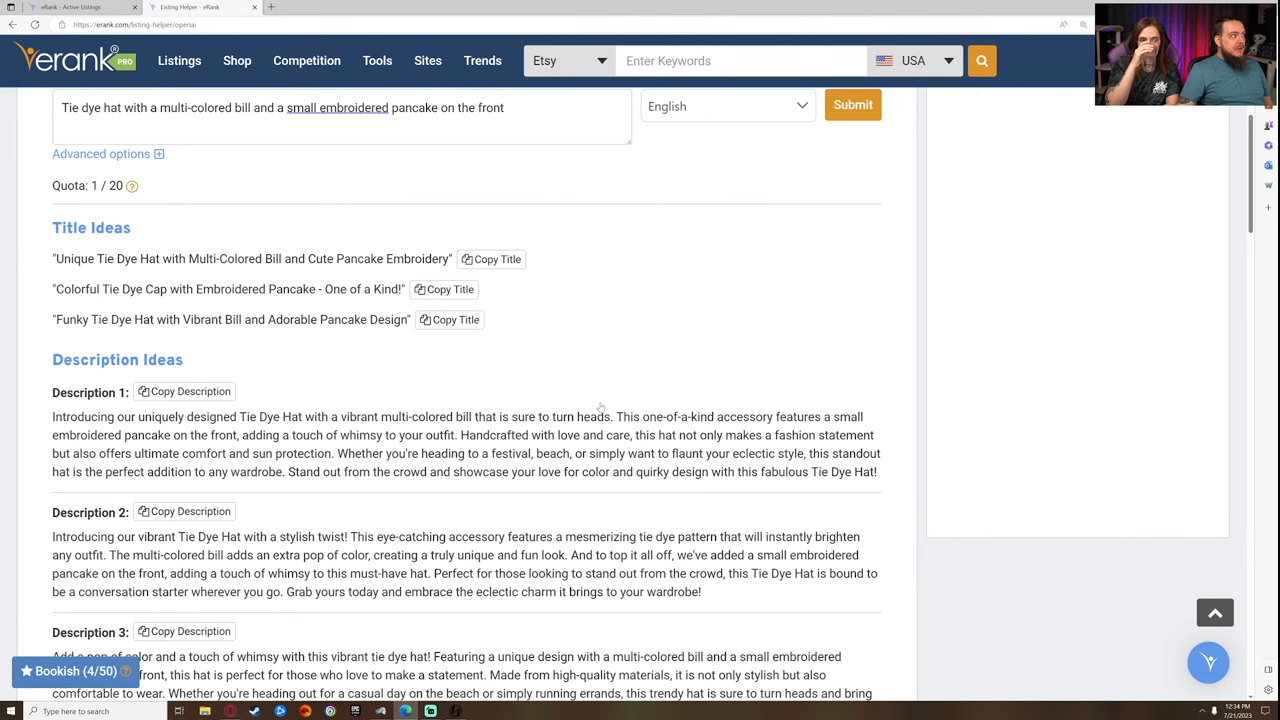 eRank - Active Listings
Listing Helper - eRank
https://erank.com/listing-helper/openai
erank PRO
Listings
Shop
Competition
Tools
Sites
Trends
Etsy
Enter Keywords
USA
Tie dye hat with a multi-colored bill and a small embroidered pancake on the front
English
Submit
Advanced options
Quota: 1 / 20
Title Ideas
"Unique Tie Dye Hat with Multi-Colored Bill and Cute Pancake Embroidery" Copy Title
"Colorful Tie Dye Cap with Embroidered Pancake - One of a Kind!" Copy Title
"Funky Tie Dye Hat with Vibrant Bill and Adorable Pancake Design" Copy Title
Description Ideas
Description 1: Copy Description
Introducing our uniquely designed Tie Dye Hat with a vibrant multi-colored bill that is sure to turn heads. This one-of-a-kind accessory features a small
embroidered pancake on the front, adding a touch of whimsy to your outfit. Handcrafted with love and care, this hat not only makes a fashion statement
but also offers ultimate comfort and sun protection. Whether you're heading to a festival, beach, or simply want to flaunt your eclectic style, this standout
hat is the perfect addition to any wardrobe. Stand out from the crowd and showcase your love for color and quirky design with this fabulous Tie Dye Hat!
Description 2: Copy Description
Introducing our vibrant Tie Dye Hat with a stylish twist! This eye-catching accessory features a mesmerizing tie dye pattern that will instantly brighten
any outfit. The multi-colored bill adds an extra pop of color, creating a truly unique and fun look. And to top it all off, we've added a small embroidered
pancake on the front, adding a touch of whimsy to this must-have hat. Perfect for those looking to stand out from the crowd, this Tie Dye Hat is bound to
be a conversation starter wherever you go. Grab yours today and embrace the eclectic charm it brings to your wardrobe!
Description 3: Copy Description
Add a pop of color and a touch of whimsy with this vibrant tie dye hat! Featuring a unique design with a multi-colored bill and a small embroidered
front, this hat is perfect for those who love to make a statement. Made from high-quality materials, it is not only stylish but also
comfortable to wear. Whether you're heading out for a casual day on the beach or simply running errands, this trendy hat is sure to turn heads and bring
Bookish (4/50)
Type here to search
12:34 PM
7/21/2023